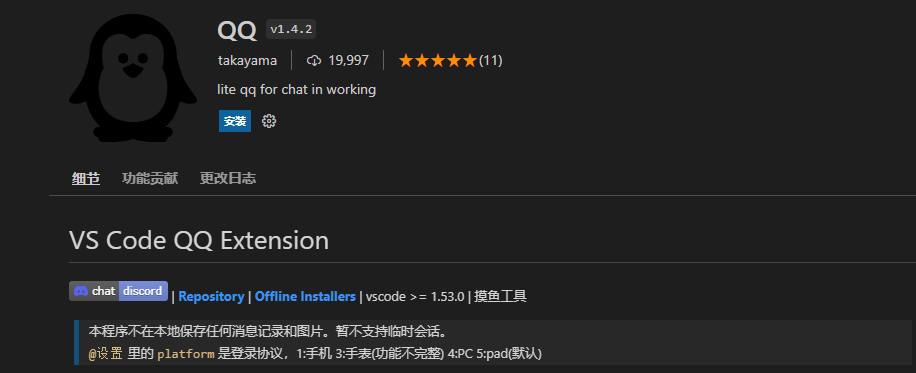 QQ v1.4.2
takayama 19,997 ★★★★★(11)
lite qq for chat in working
安装
细节 功能贡献 更改日志
VS Code QQ Extension
chat discord | Repository | Offline Installers | vscode >= 1.53.0 | 摸鱼工具
本程序不在本地保存任何消息记录和图片。暂不支持临时会话。
@设置 里的 platform 是登录协议，1:手机 3:手表(功能不完整) 4:PC 5:pad(默认)